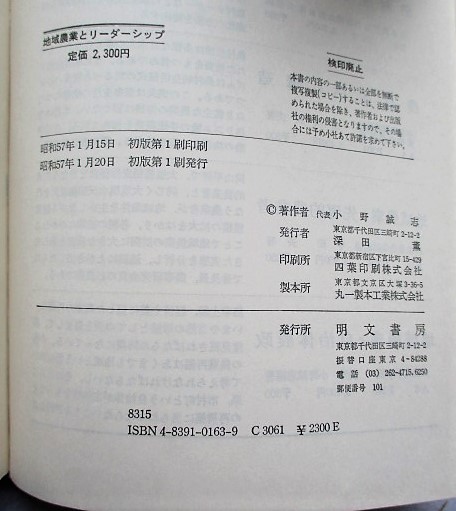 地域農業とリーダーシップ
定価 2,300円
検印廃止
本書の内容の一部あるいは全部を無断で
複写複製(コピー)することは、法律で認
められた場合を除き、著作者および出版
社の権利の侵害となりますので、その場
合には予め小社あて許諾を求めて下さい。
昭和57年1月15日 初版第1刷印刷
昭和57年1月20日 初版第1刷発行
©著作者 代表 小野誠志
東京都千代田区三崎町2-12-2
発行者 深田薫
東京都新宿区下宮比町15-429
印刷所 四葉印刷株式会社
東京都文京区大塚3-36-5
製本所 丸一製本工業株式会社
発行所 明文書房
東京都千代田区三崎町2-12-2
振替口座東京4-84288
電話 (03) 262-4715.6250
郵便番号 101
8315
ISBN 4-8391-0163-9 C 3061 ¥ 2300 E